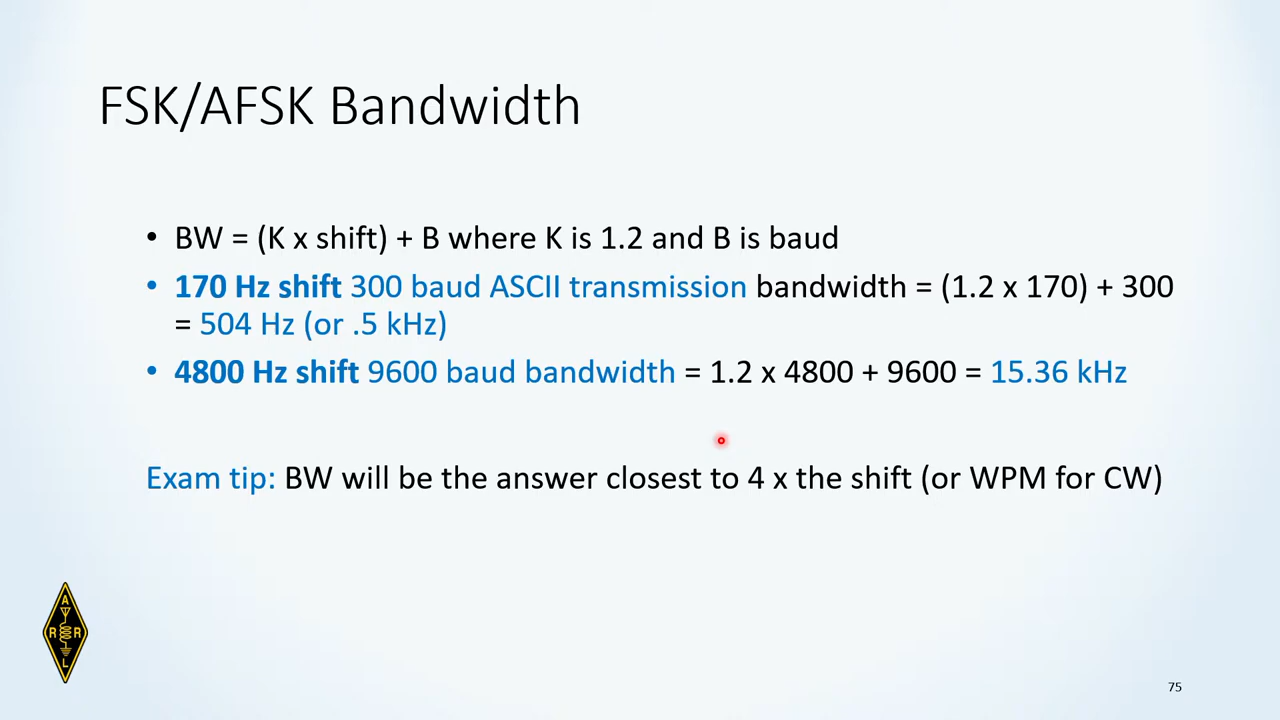 FSK/AFSK Bandwidth
• BW = (K x shift) + B where K is 1.2 and B is baud
• 170 Hz shift 300 baud ASCII transmission bandwidth = (1.2 x 170) + 300
= 504 Hz (or .5 kHz)
• 4800 Hz shift 9600 baud bandwidth = 1.2 x 4800 + 9600 = 15.36 kHz
Exam tip: BW will be the answer closest to 4 x the shift (or WPM for CW)
A
R R
L
75